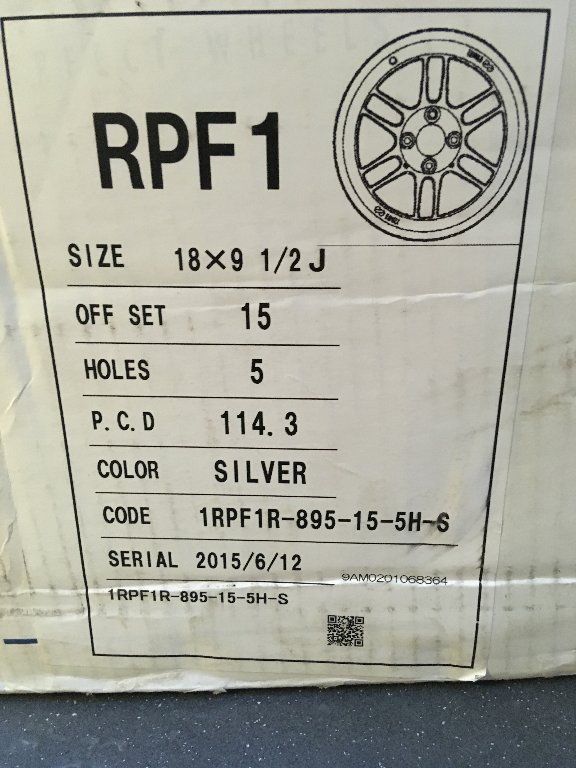 RPF1
SIZE 18×9 1/2J
OFF SET 15
HOLES 5
P.C.D 114.3
COLOR SILVER
CODE 1RPF1R-895-15-5H-S
SERIAL 2015/6/12
9AM0201068364
1RPF1R-895-15-5H-S